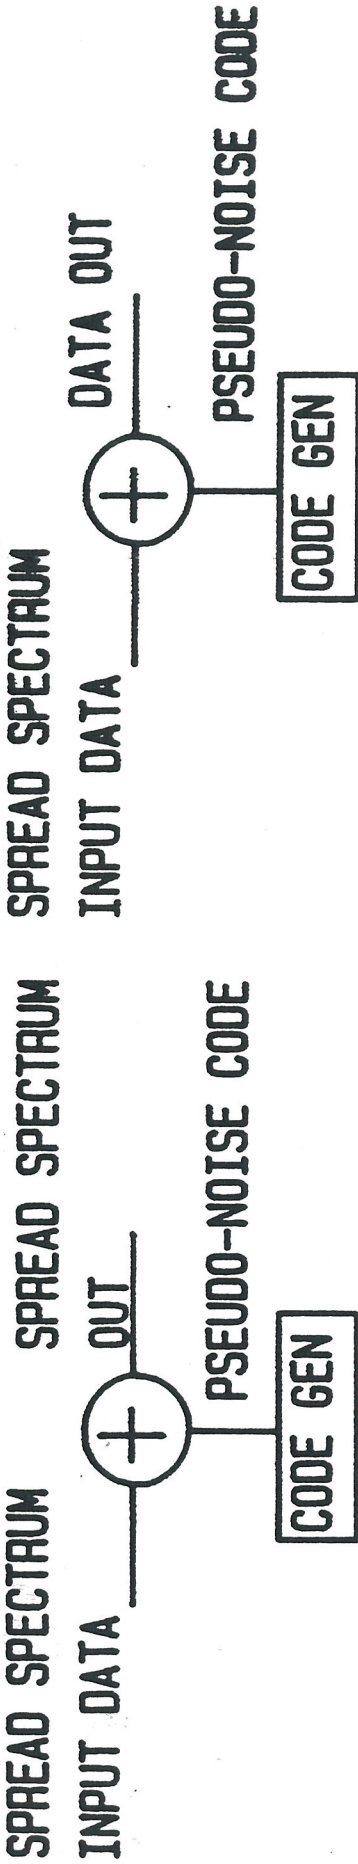 SPREAD SPECTRUM
INPUT DATA
SPREAD SPECTRUM
OUT
PSEUDO-NOISE CODE
CODE GEN
SPREAD SPECTRUM
INPUT DATA
DATA OUT
PSEUDO-NOISE CODE
CODE GEN